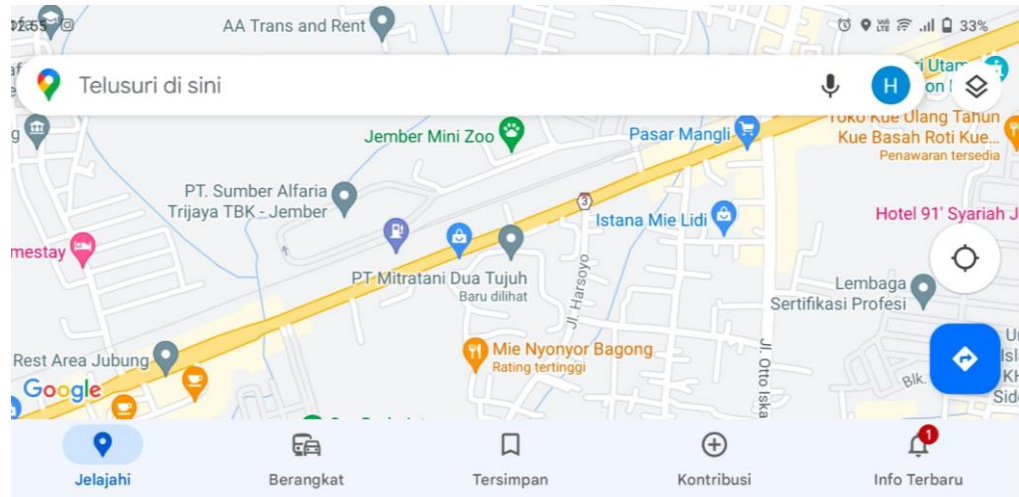 02.55
AA Trans and Rent
33%
Telusuri di sini
H
Utam
Jember Mini Zoo
Pasar Mangli
Toko Kue Ulang Tahun
Kue Basah Roti Kue...
Penawaran tersedia
PT. Sumber Alfaria
Trijaya TBK - Jember
3
Istana Mie Lidi
Hotel 91' Syariah J
mestay
PT Mitratani Dua Tujuh
Baru dilihat
Jl. Harsoyo
Lembaga
Sertifikasi Profesi
Mie Nyonyor Bagong
Rating tertinggi
Rest Area Jubung
Jl. Otto Iska
Blk.
Google
1
Jelajahi
Berangkat
Tersimpan
Kontribusi
Info Terbaru